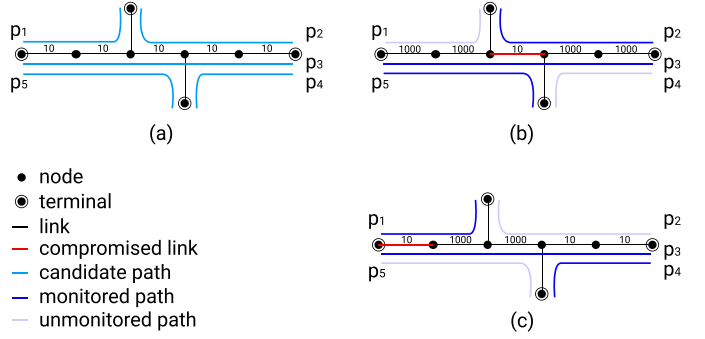 p1 p2
10 10 10 10 10
p3
p5 p4
(a)
p1 p2
1000 1000 10 1000 1000
p3
p5 p4
(b)
node
terminal
link
compromised link
candidate path
monitored path
unmonitored path
p1 p2
10 1000 1000 10 10
p3
p5 p4
(c)